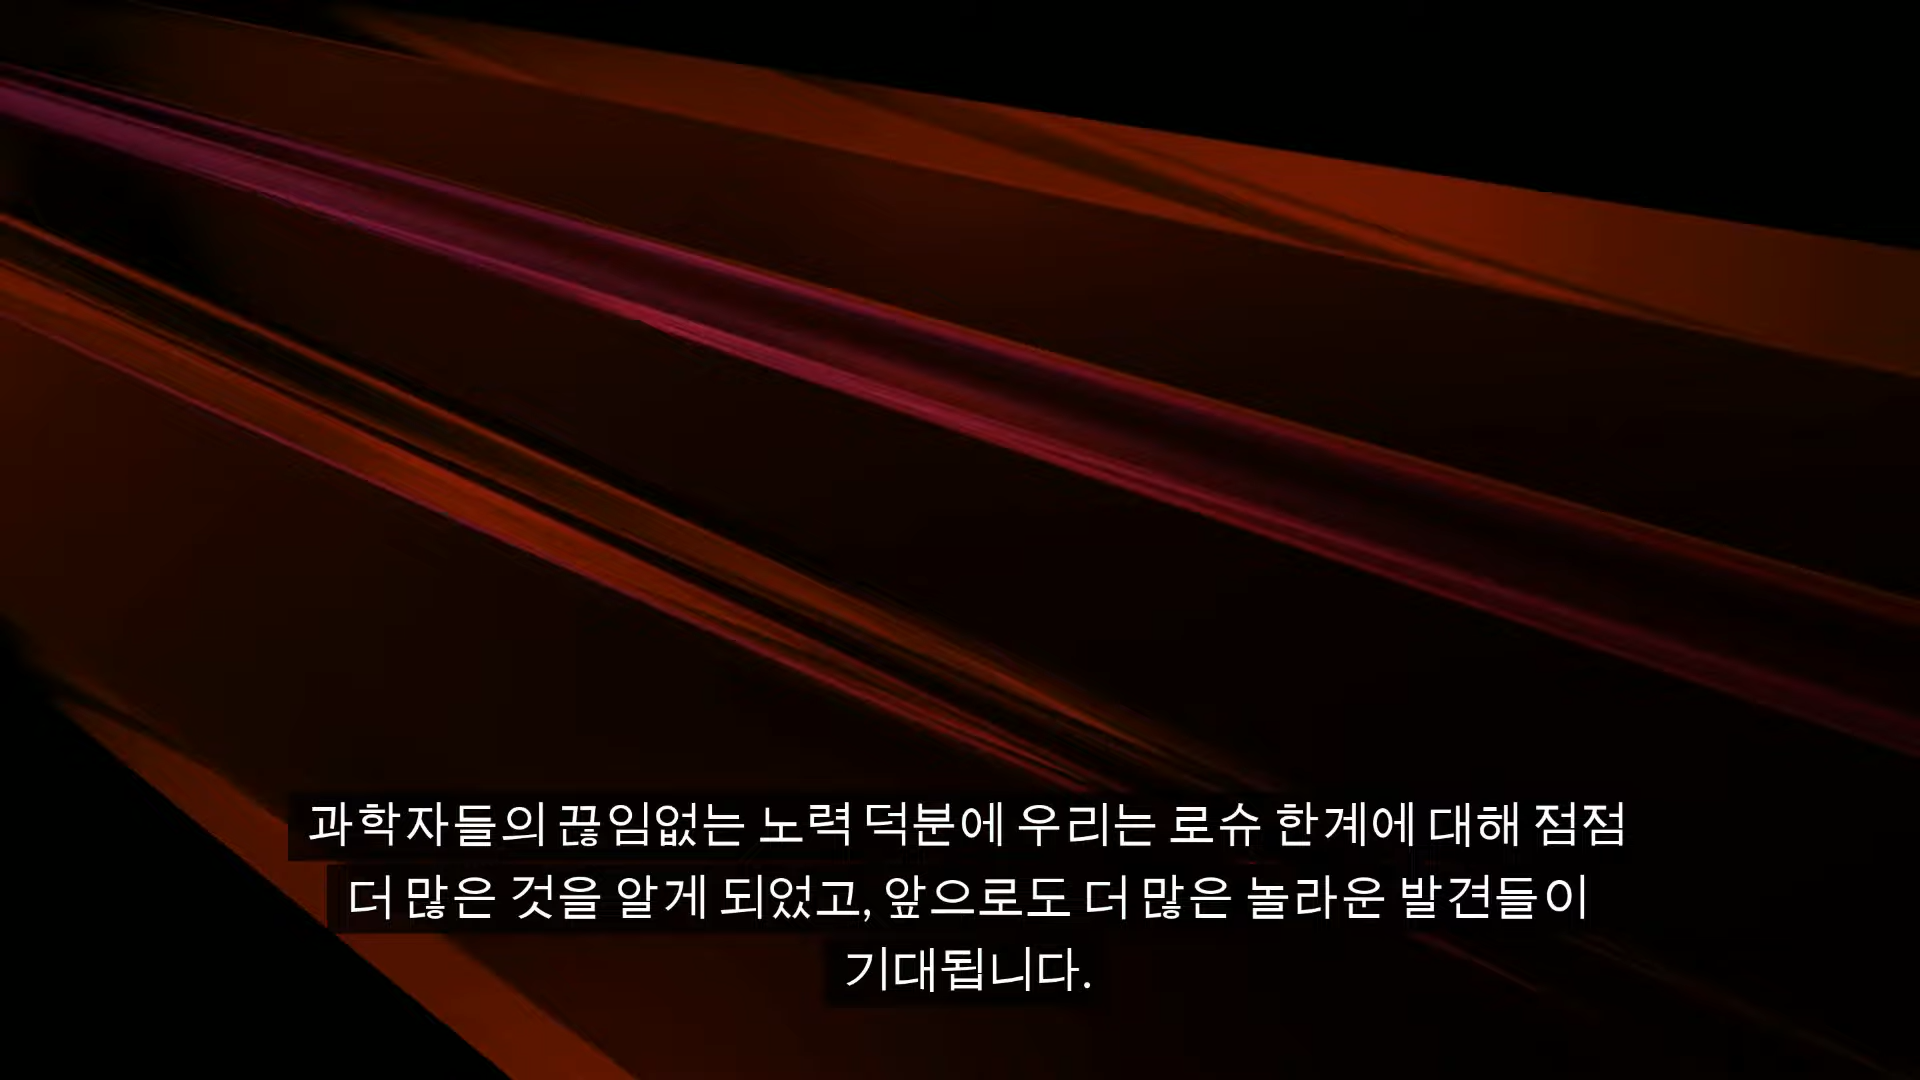 과학자들의 끊임없는 노력 덕분에 우리는 로슈 한계에 대해 점점
더 많은 것을 알게 되었고, 앞으로도 더 많은 놀라운 발견들이
기대됩니다.